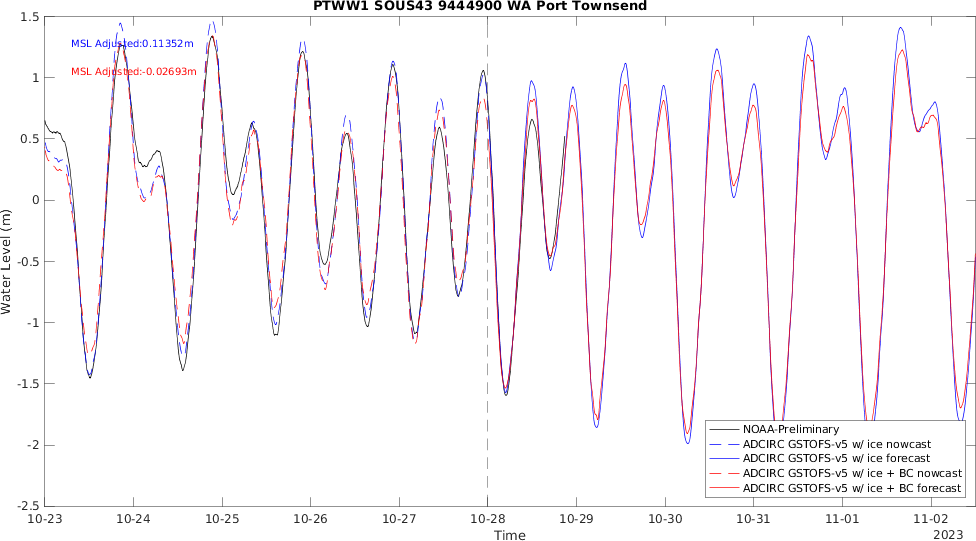 PTWW1 SOUS43 9444900 WA Port Townsend
1.5
1
0.5
0
-0.5
-1
-1.5
-2
-2.5
Water Level (m)
MSL Adjusted:0.11352m
MSL Adjusted:-0.02693m
NOAA-Preliminary
ADCIRC GSTOFS-v5 w/ ice nowcast
ADCIRC GSTOFS-v5 w/ ice forecast
ADCIRC GSTOFS-v5 w/ ice + BC nowcast
ADCIRC GSTOFS-v5 w/ ice + BC forecast
10-23 10-24 10-25 10-26 10-27 10-28 10-29 10-30 10-31 11-01 11-02
Time
2023